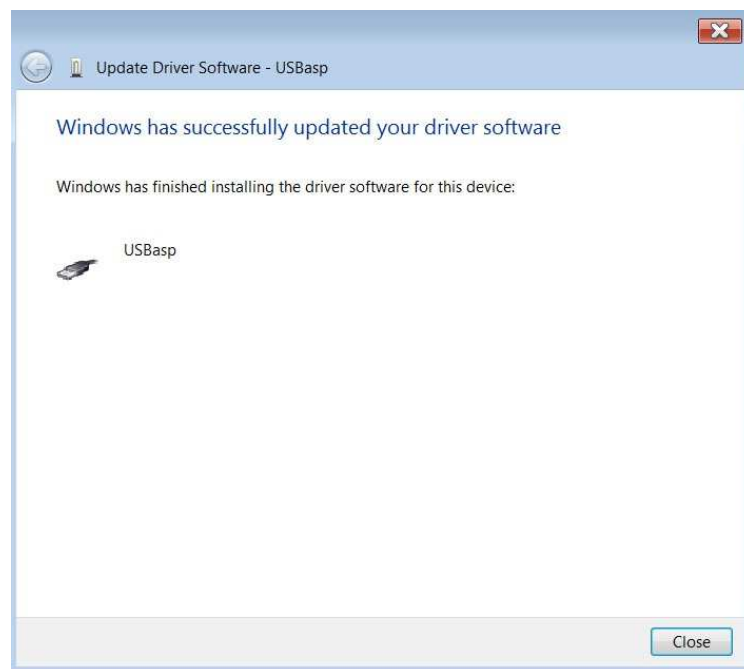 Update Driver Software - USBasp
Windows has successfully updated your driver software
Windows has finished installing the driver software for this device:
USBasp
Close